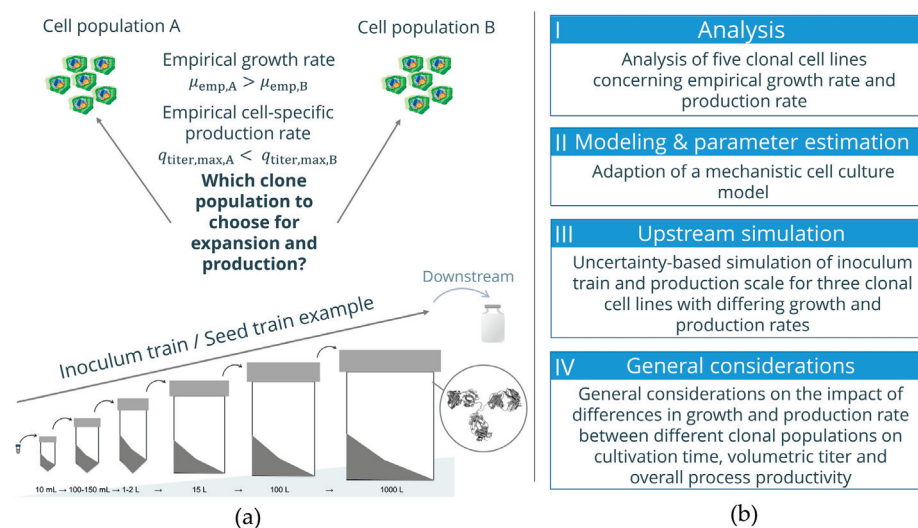 Cell population A
Cell population B
Empirical growth rate
μemp,A > μemp,B
Empirical cell-specific
production rate
qtiter,max,A < qtiter,max,B
Which clone
population to
choose for
expansion and
production?
Downstream
Inoculum train / Seed train example
10 mL → 100-150 mL → 1-2 L → 15 L → 100 L → 1000 L
(a)
I Analysis
Analysis of five clonal cell lines
concerning empirical growth rate and
production rate
II Modeling & parameter estimation
Adaption of a mechanistic cell culture
model
III Upstream simulation
Uncertainty-based simulation of inoculum
train and production scale for three clonal
cell lines with differing growth and
production rates
IV General considerations
General considerations on the impact of
differences in growth and production rate
between different clonal populations on
cultivation time, volumetric titer and
overall process productivity
(b)